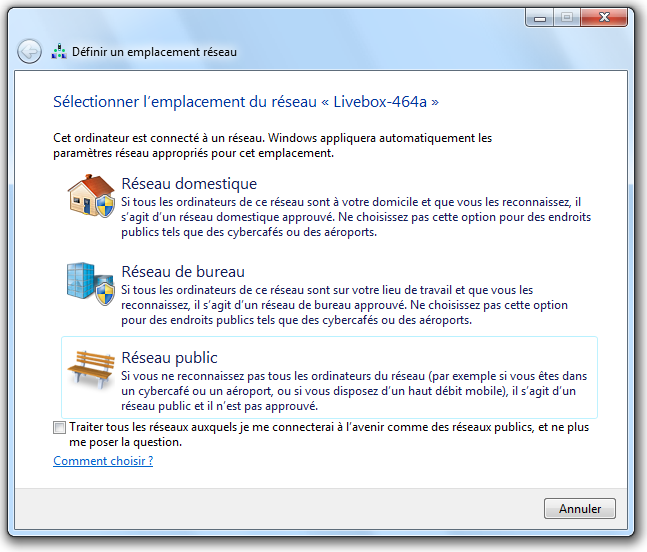 Définir un emplacement réseau
Sélectionner l'emplacement du réseau « Livebox-464a »
Cet ordinateur est connecté à un réseau. Windows appliquera automatiquement les
paramètres réseau appropriés pour cet emplacement.
Réseau domestique
Si tous les ordinateurs de ce réseau sont à votre domicile et que vous les reconnaissez, il
s'agit d'un réseau domestique approuvé. Ne choisissez pas cette option pour des endroits
publics tels que des cybercafés ou des aéroports.
Réseau de bureau
Si tous les ordinateurs de ce réseau sont sur votre lieu de travail et que vous les
reconnaissez, il s'agit d'un réseau de bureau approuvé. Ne choisissez pas cette option
pour des endroits publics tels que des cybercafés ou des aéroports.
Réseau public
Si vous ne reconnaissez pas tous les ordinateurs du réseau (par exemple si vous êtes dans
un cybercafé ou un aéroport, ou si vous disposez d'un haut débit mobile), il s'agit d'un
réseau public et il n'est pas approuvé.
Traiter tous les réseaux auxquels je me connecterai à l'avenir comme des réseaux publics, et ne plus
me poser la question.
Comment choisir ?
Annuler